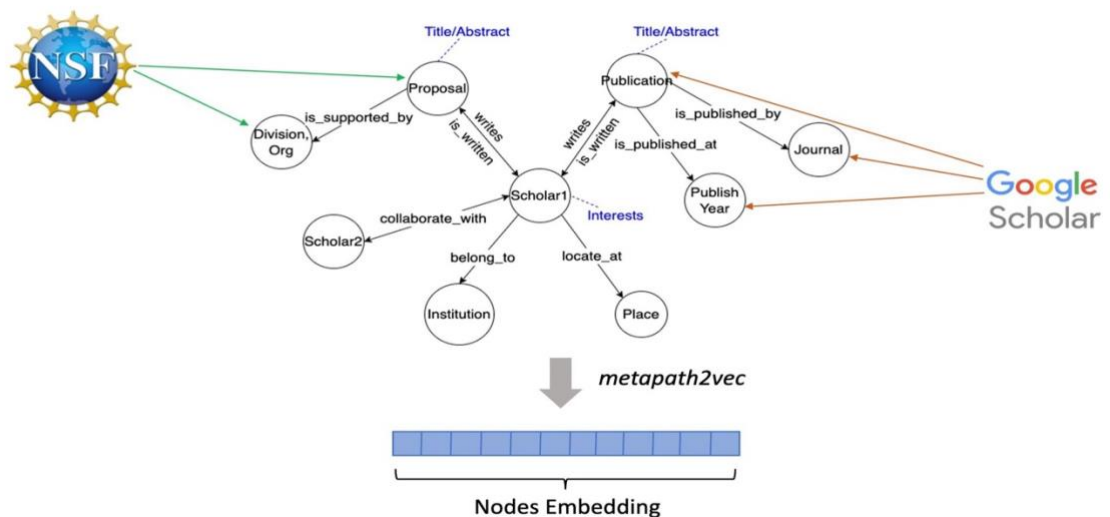 NSF
Title/Abstract
Proposal
is_supported_by
Division,
Org
writes
is_written
Title/Abstract
Publication
is_published_by
writes
is_written
is_published_at
Journal
Publish
Year
Scholar1
Interests
collaborate_with
Scholar2
belong_to
locate_at
Institution
Place
Google
Scholar
metapath2vec
Nodes Embedding